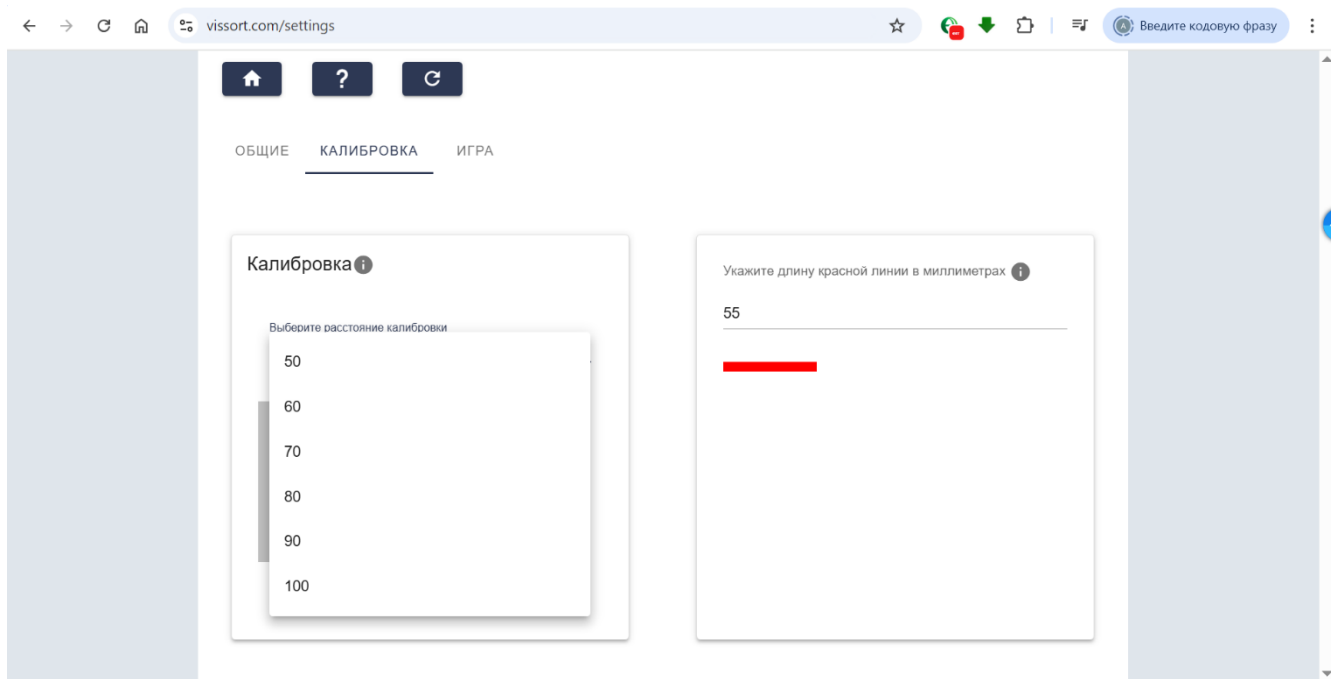 vissort.com/settings
Введите кодовую фразу
?
ОБЩИЕ КАЛИБРОВКА ИГРА
Калибровка
Выберите расстояние калибровки
50
60
70
80
90
100
Укажите длину красной линии в миллиметрах
55